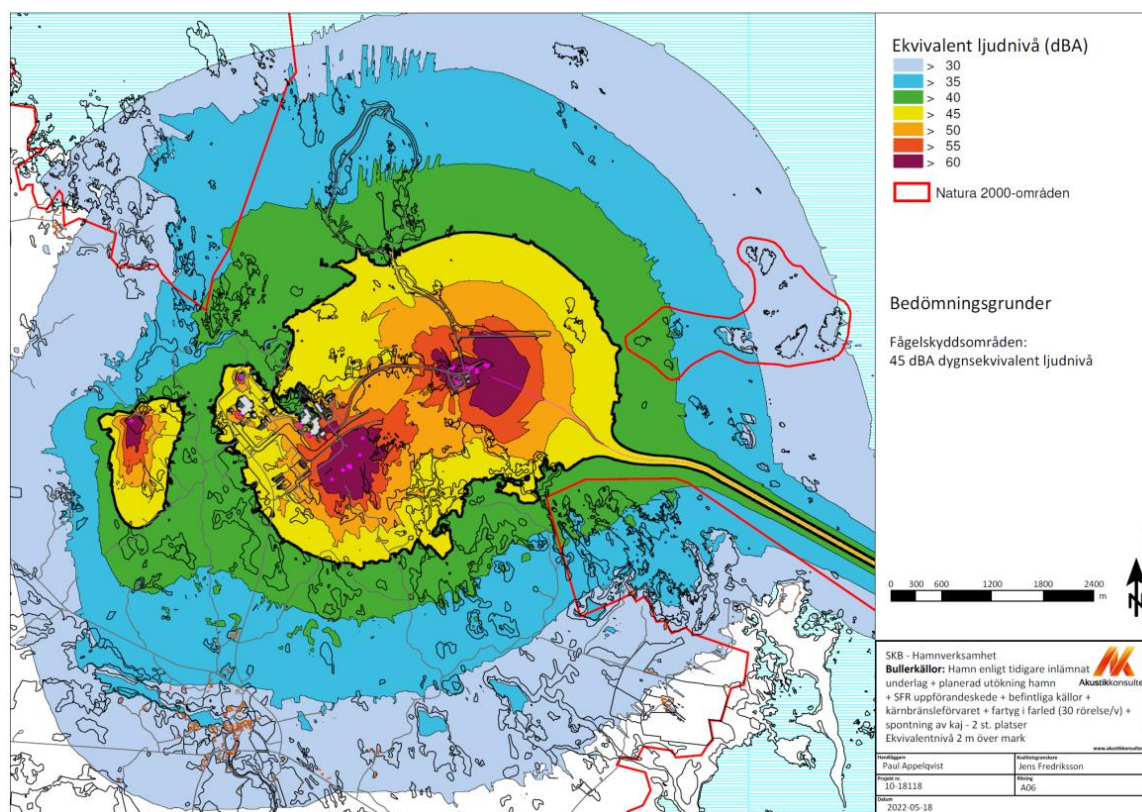 Ekvivalent ljudnivå (dBA)
> 30
> 35
> 40
> 45
> 50
> 55
> 60
Natura 2000-områden
Bedömningsgrunder
Fågelskyddsområden:
45 dBA dygnsekvivalent ljudnivå
0 300 600 1200 1800 2400
m
N
SKB - Hamnverksamhet
Bullerkällor: Hamn enligt tidigare inlämnat
underlag + planerad utökning hamn
+ SFR uppförandeskede + befintliga källor +
kärnbränsleförvaret + fartyg i farled (30 rörelse/v) +
spontning av kaj - 2 st. platser
Ekvivalentnivå 2 m över mark
Akustikkonsulten
www.akustikkonsulten.se
Handläggare
Paul Appelqvist
Kvalitetsgranskare
Jens Fredriksson
Projekt nr.
10-18118
Ritning
A06
Datum
2022-05-18